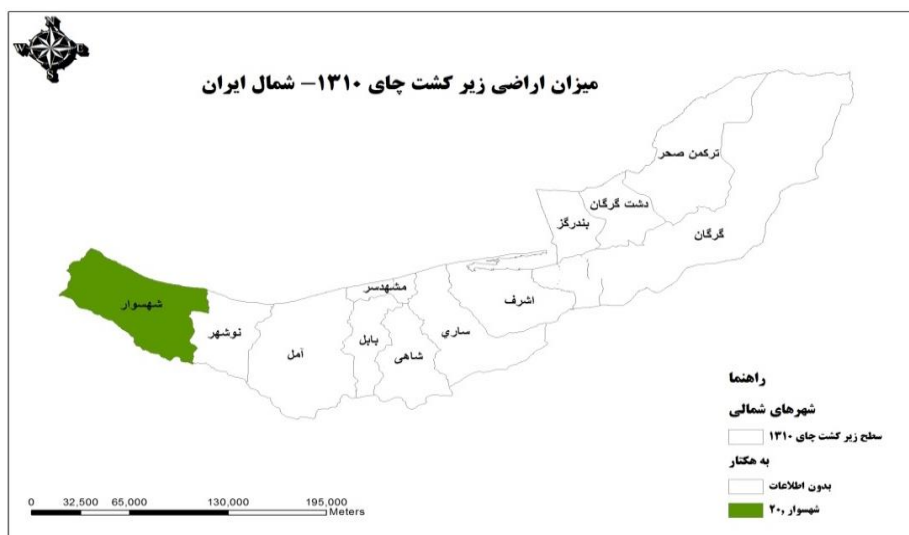 N
W
E
S
میزان اراضی زیر کشت چای ۱۳۱۰- شمال ایران
ترکمن صحر
دشت گرگان
بندرگز
گرگان
مشهدسر
اشرف
شهسوار
نوشهر
آمل
بابل
شاهی
ساري
راهنما
شهرهای شمالی
سطح زیر کشت چای ۱۳۱۰
به هکتار
بدون اطلاعات
شهسوار ,۲۰
0 32,500 65,000 130,000 195,000
Meters